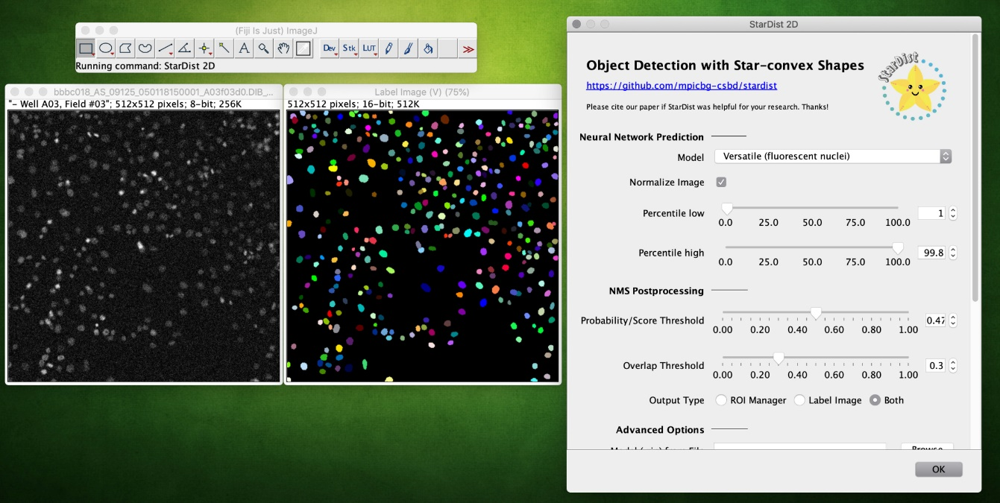 (Fiji Is Just) ImageJ
A Dev Stk LUT
Running command: StarDist 2D
bbbc018_AS_09125_050118150001_A03f03d0.DIB_...
"- Well A03, Field #03"; 512x512 pixels; 8-bit; 256K
Label Image (V) (75%)
512x512 pixels; 16-bit; 512K
StarDist 2D
Object Detection with Star-convex Shapes
StarDist
https://github.com/mpicbg-csbd/stardist
Please cite our paper if StarDist was helpful for your research. Thanks!
Neural Network Prediction
Model Versatile (fluorescent nuclei)
Normalize Image
Percentile low 1
0.0 25.0 50.0 75.0 100.0
Percentile high 99.8
0.0 25.0 50.0 75.0 100.0
NMS Postprocessing
Probability/Score Threshold 0.47
0.00 0.20 0.40 0.60 0.80 1.00
Overlap Threshold 0.3
0.00 0.20 0.40 0.60 0.80 1.00
Output Type ROI Manager Label Image Both
Advanced Options
Browse
OK